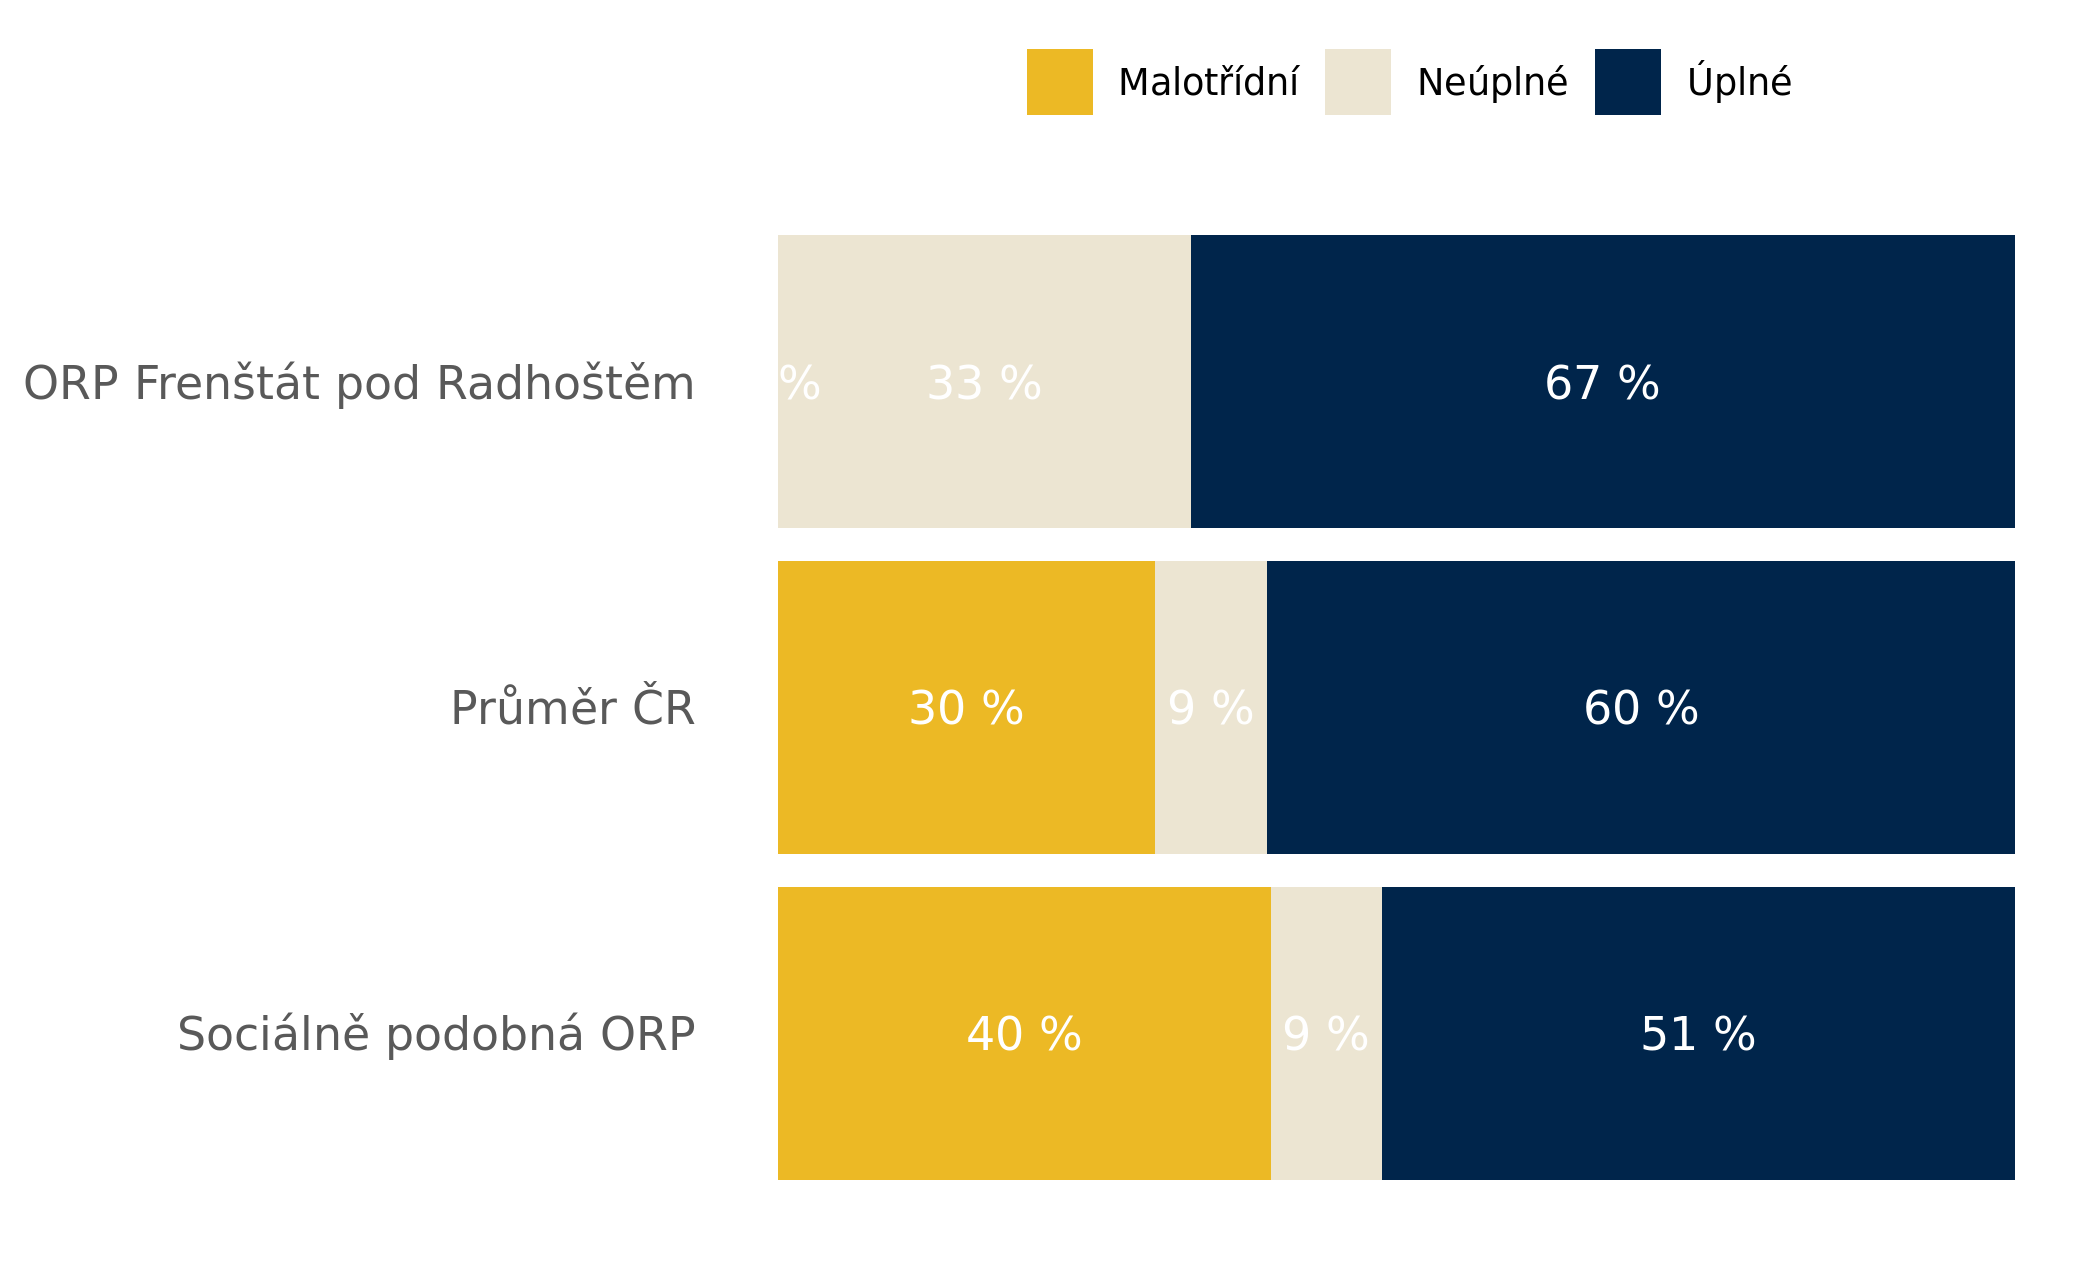 Malotřídní Neúplné Úplné
ORP Frenštát pod Radhoštěm % 33 % 67 %
Průměr ČR 30 % 9 % 60 %
Sociálně podobná ORP 40 % 9 % 51 %